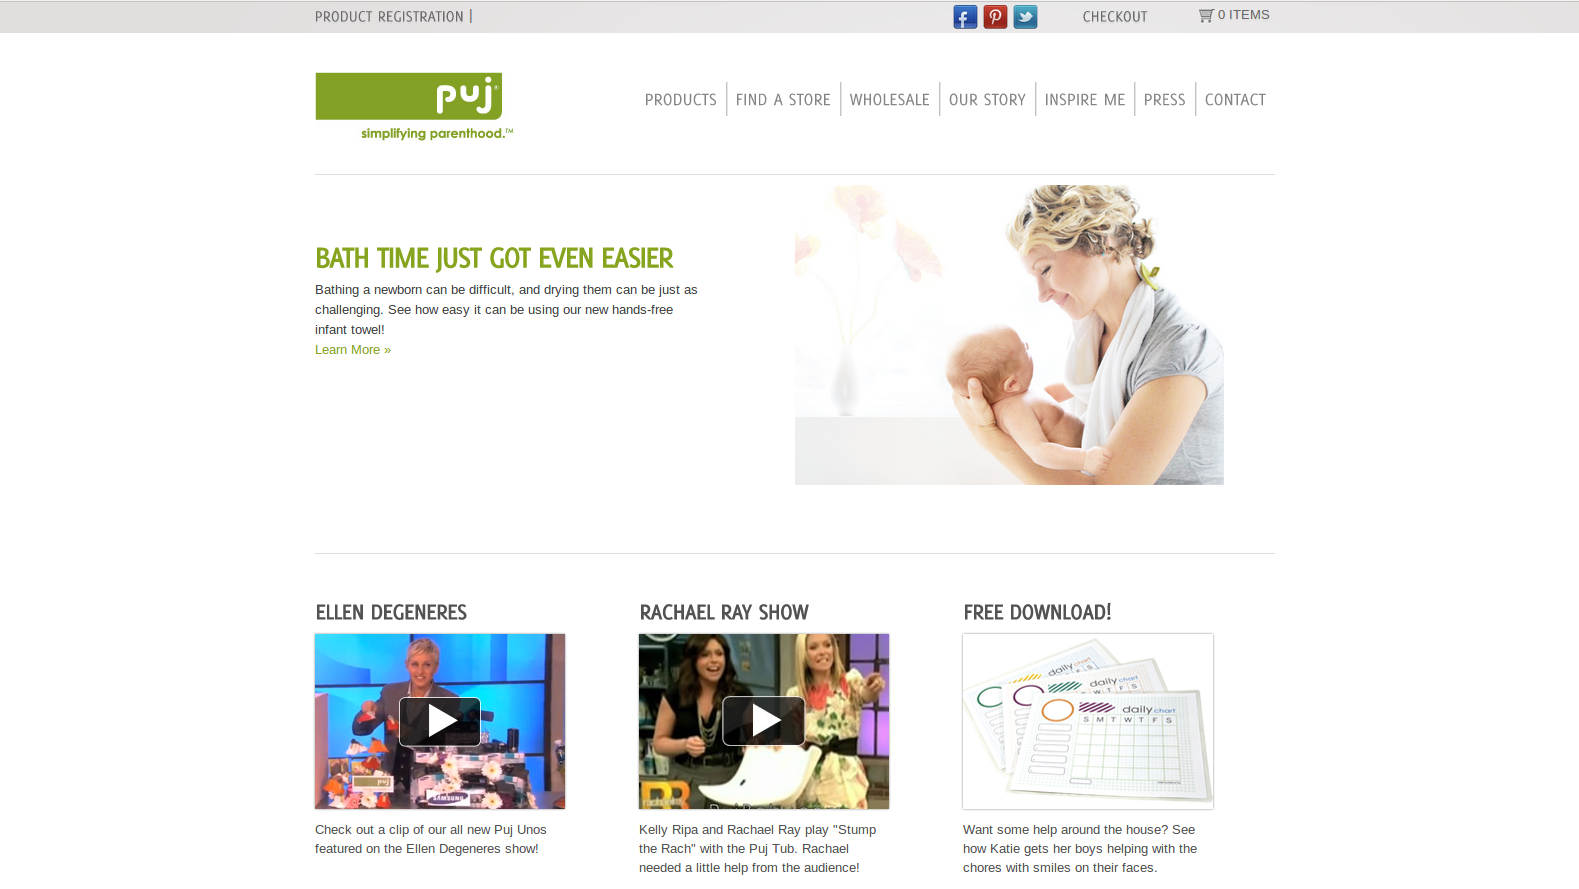 PRODUCT REGISTRATION |
CHECKOUT
0 ITEMS
puj®
simplifying parenthood.™
PRODUCTS
FIND A STORE
WHOLESALE
OUR STORY
INSPIRE ME
PRESS
CONTACT
BATH TIME JUST GOT EVEN EASIER
Bathing a newborn can be difficult, and drying them can be just as
challenging. See how easy it can be using our new hands-free
infant towel!
Learn More »
ELLEN DEGENERES
RACHAEL RAY SHOW
FREE DOWNLOAD!
puj
SAMSUNG
daily chart
daily chart
daily chart
S M T W T F S
Check out a clip of our all new Puj Unos
featured on the Ellen Degeneres show!
Kelly Ripa and Rachael Ray play "Stump
the Rach" with the Puj Tub. Rachael
needed a little help from the audience!
Want some help around the house? See
how Katie gets her boys helping with the
chores with smiles on their faces.